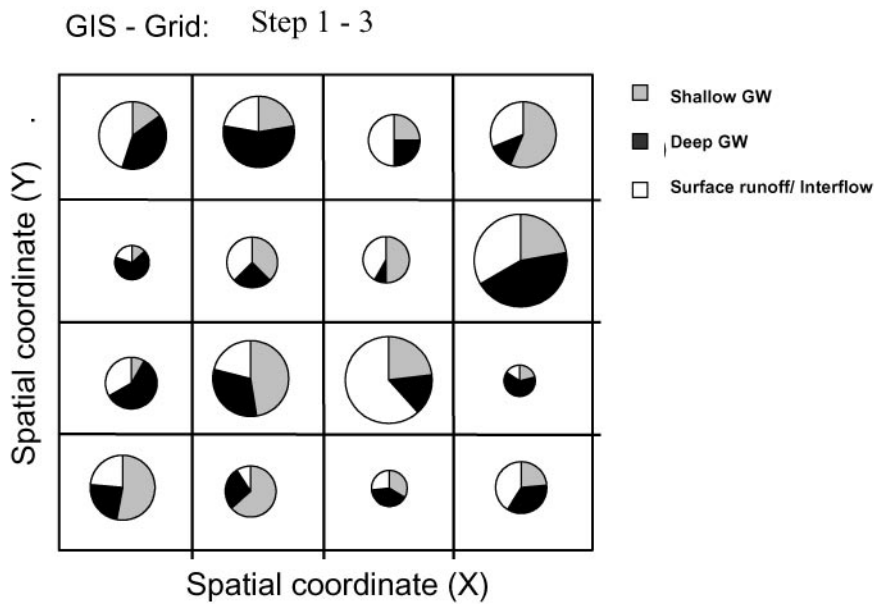 GIS - Grid: Step 1 - 3
Shallow GW
Deep GW
Surface runoff/ Interflow
Spatial coordinate (Y)
Spatial coordinate (X)